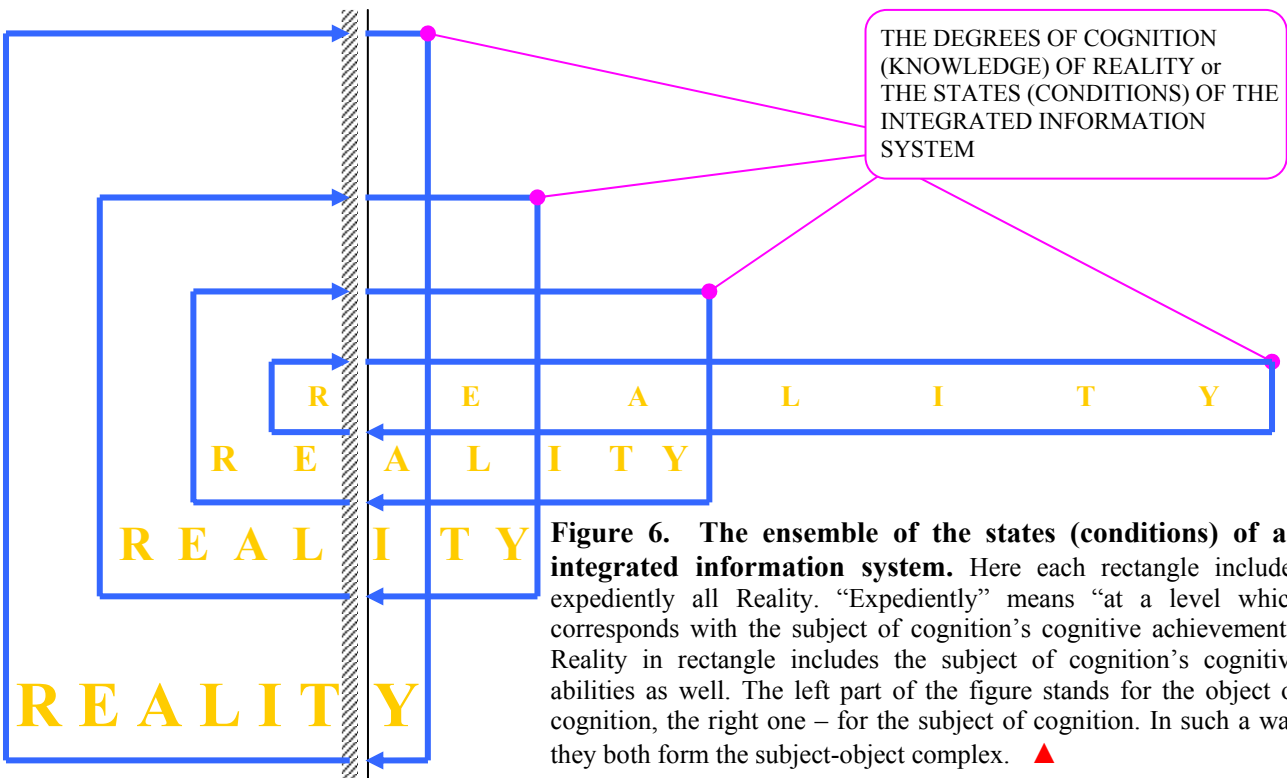 THE DEGREES OF COGNITION
(KNOWLEDGE) OF REALITY or
THE STATES (CONDITIONS) OF THE
INTEGRATED INFORMATION
SYSTEM
R E A L I T Y
R E A L I T Y
R E A L I T Y
R E A L I T Y
Figure 6. The ensemble of the states (conditions) of a
integrated information system. Here each rectangle include
expediently all Reality. “Expediently” means “at a level whic
corresponds with the subject of cognition’s cognitive achievement
Reality in rectangle includes the subject of cognition’s cognitiv
abilities as well. The left part of the figure stands for the object o
cognition, the right one – for the subject of cognition. In such a wa
they both form the subject-object complex. ▲